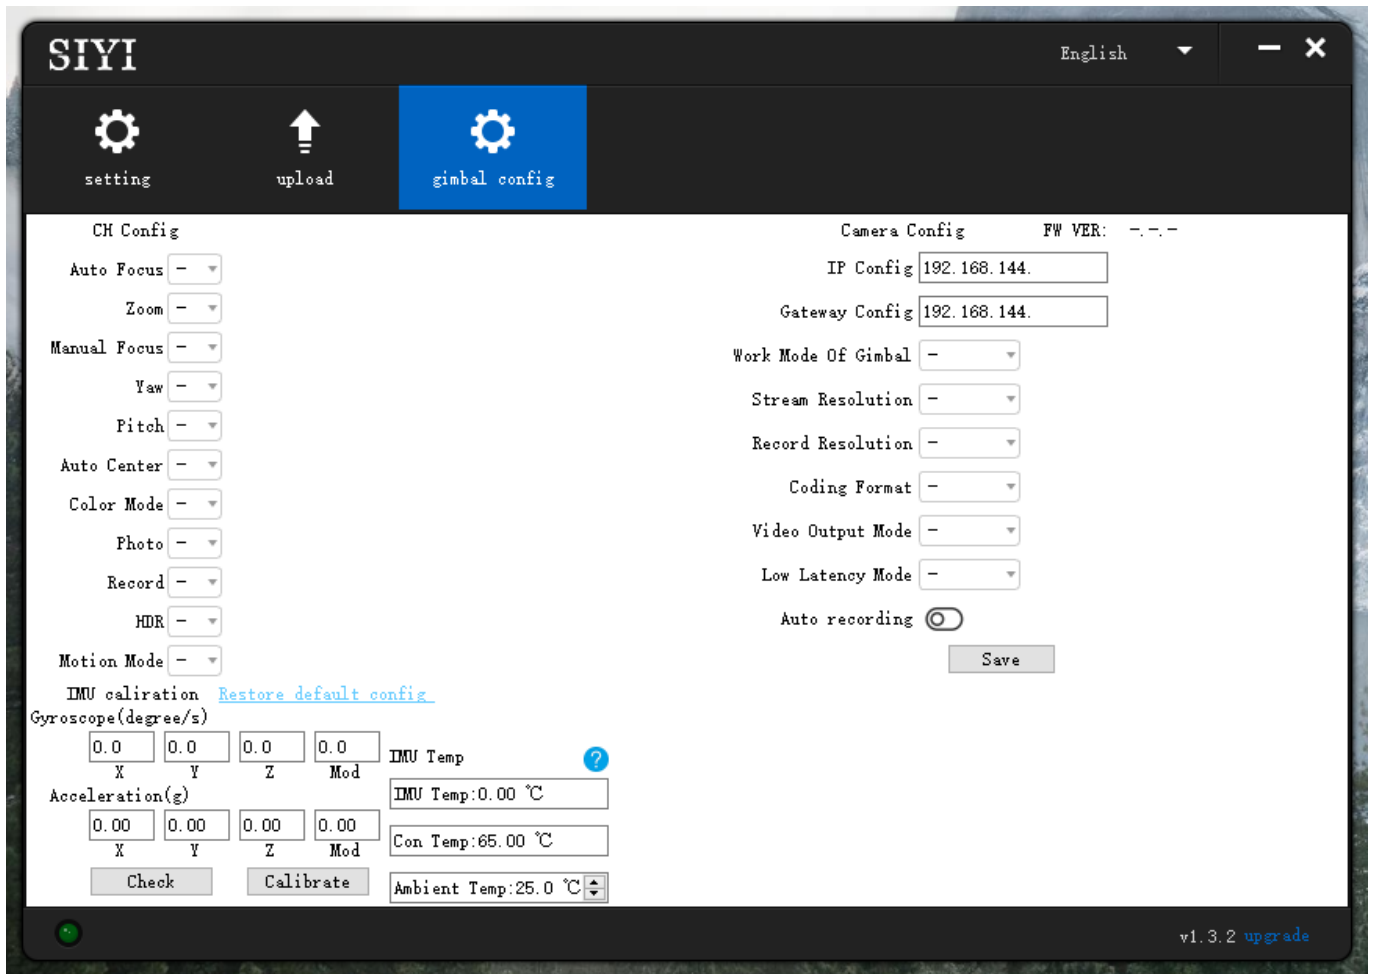 SIYI
English
setting
upload
gimbal config
CH Config
Auto Focus -
Zoom -
Manual Focus -
Yaw -
Pitch -
Auto Center -
Color Mode -
Photo -
Record -
HDR -
Motion Mode -
IMU caliration Restore default config
Gyroscope(degree/s)
0.0 0.0 0.0 0.0
X Y Z Mod
Acceleration(g)
0.00 0.00 0.00 0.00
X Y Z Mod
Check Calibrate
IMU Temp ?
IMU Temp:0.00 ℃
Con Temp:65.00 ℃
Ambient Temp:25.0 ℃
Camera Config FW VER: -.-.-
IP Config 192.168.144.
Gateway Config 192.168.144.
Work Mode Of Gimbal -
Stream Resolution -
Record Resolution -
Coding Format -
Video Output Mode -
Low Latency Mode -
Auto recording
Save
v1.3.2 upgrade